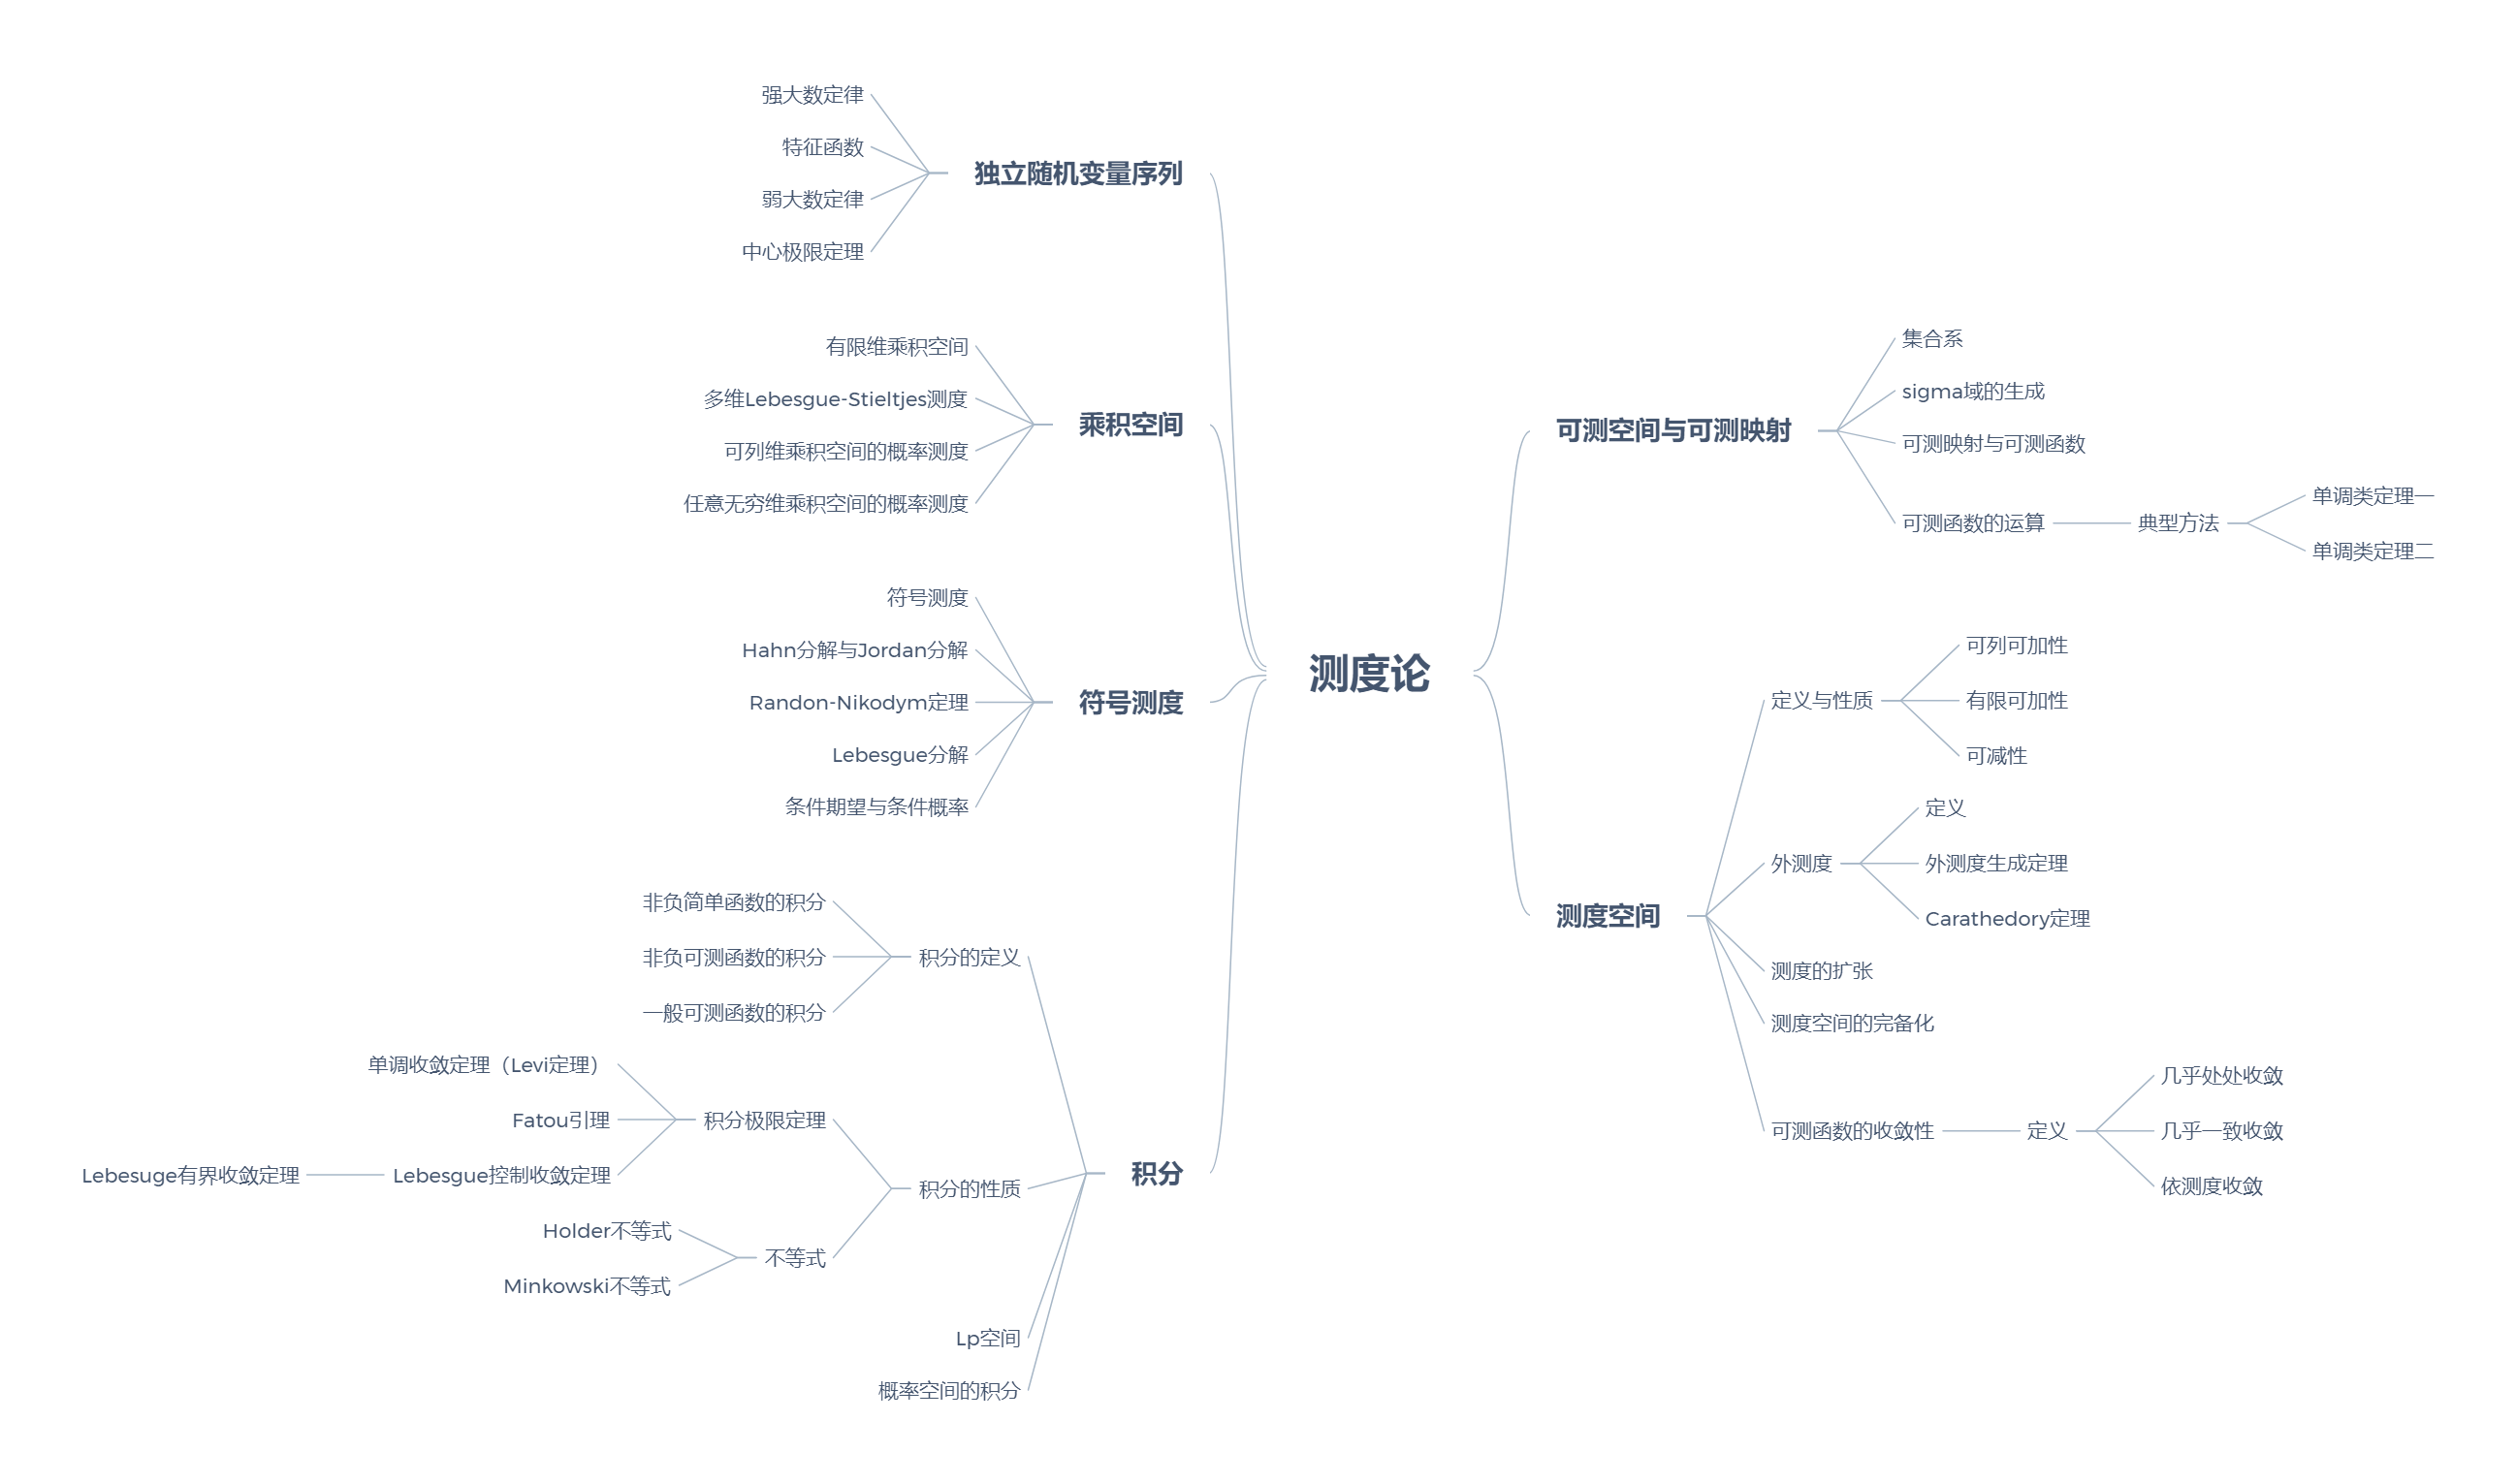 测度论
可测空间与可测映射
集合系
sigma域的生成
可测映射与可测函数
可测函数的运算
典型方法
单调类定理一
单调类定理二
测度空间
定义与性质
可列可加性
有限可加性
可减性
外测度
定义
外测度生成定理
Carathedory定理
测度的扩张
测度空间的完备化
可测函数的收敛性
定义
几乎处处收敛
几乎一致收敛
依测度收敛
独立随机变量序列
强大数定律
特征函数
弱大数定律
中心极限定理
乘积空间
有限维乘积空间
多维Lebesgue-Stieltjes测度
可列维乘积空间的概率测度
任意无穷维乘积空间的概率测度
符号测度
符号测度
Hahn分解与Jordan分解
Randon-Nikodym定理
Lebesgue分解
条件期望与条件概率
积分
积分的定义
非负简单函数的积分
非负可测函数的积分
一般可测函数的积分
积分的性质
积分极限定理
单调收敛定理（Levi定理）
Fatou引理
Lebesgue控制收敛定理
Lebesuge有界收敛定理
不等式
Holder不等式
Minkowski不等式
Lp空间
概率空间的积分